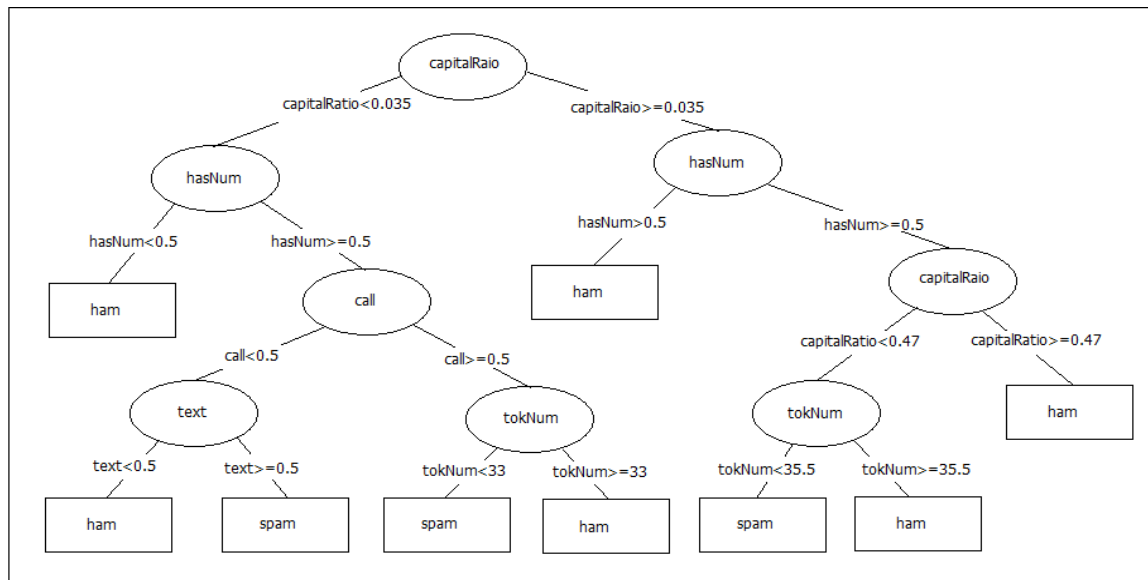 capitalRaio
capitalRatio<0.035
capitalRaio>=0.035
hasNum
hasNum
hasNum<0.5
hasNum>=0.5
hasNum>0.5
hasNum>=0.5
ham
call
ham
capitalRaio
call<0.5
call>=0.5
capitalRatio<0.47
capitalRatio>=0.47
text
tokNum
tokNum
ham
text<0.5
text>=0.5
tokNum<33
tokNum>=33
tokNum<35.5
tokNum>=35.5
ham
spam
spam
ham
spam
ham